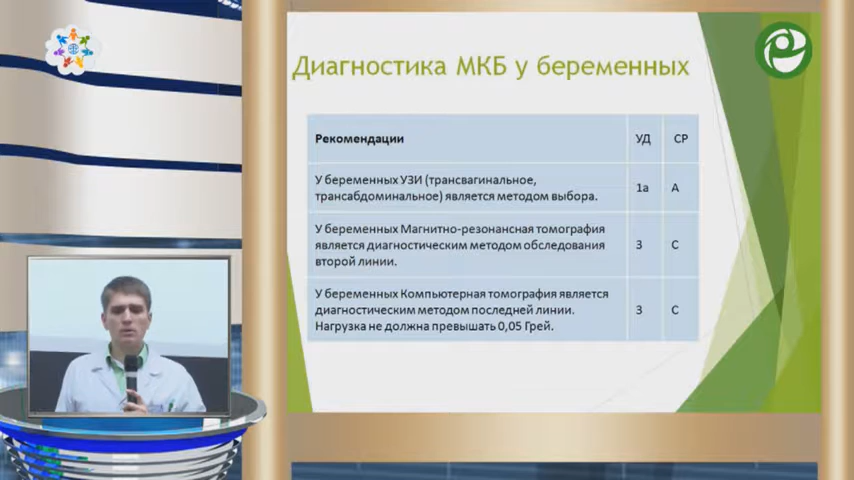 Диагностика МКБ у беременных
Рекомендации УД СР
У беременных УЗИ (трансвагинальное,
трансабдоминальное) является методом выбора. 1а А
У беременных Магнитно-резонансная томография
является диагностическим методом обследования
второй линии. 3 С
У беременных Компьютерная томография является
диагностическим методом последней линии.
Нагрузка не должна превышать 0,05 Грей. 3 С